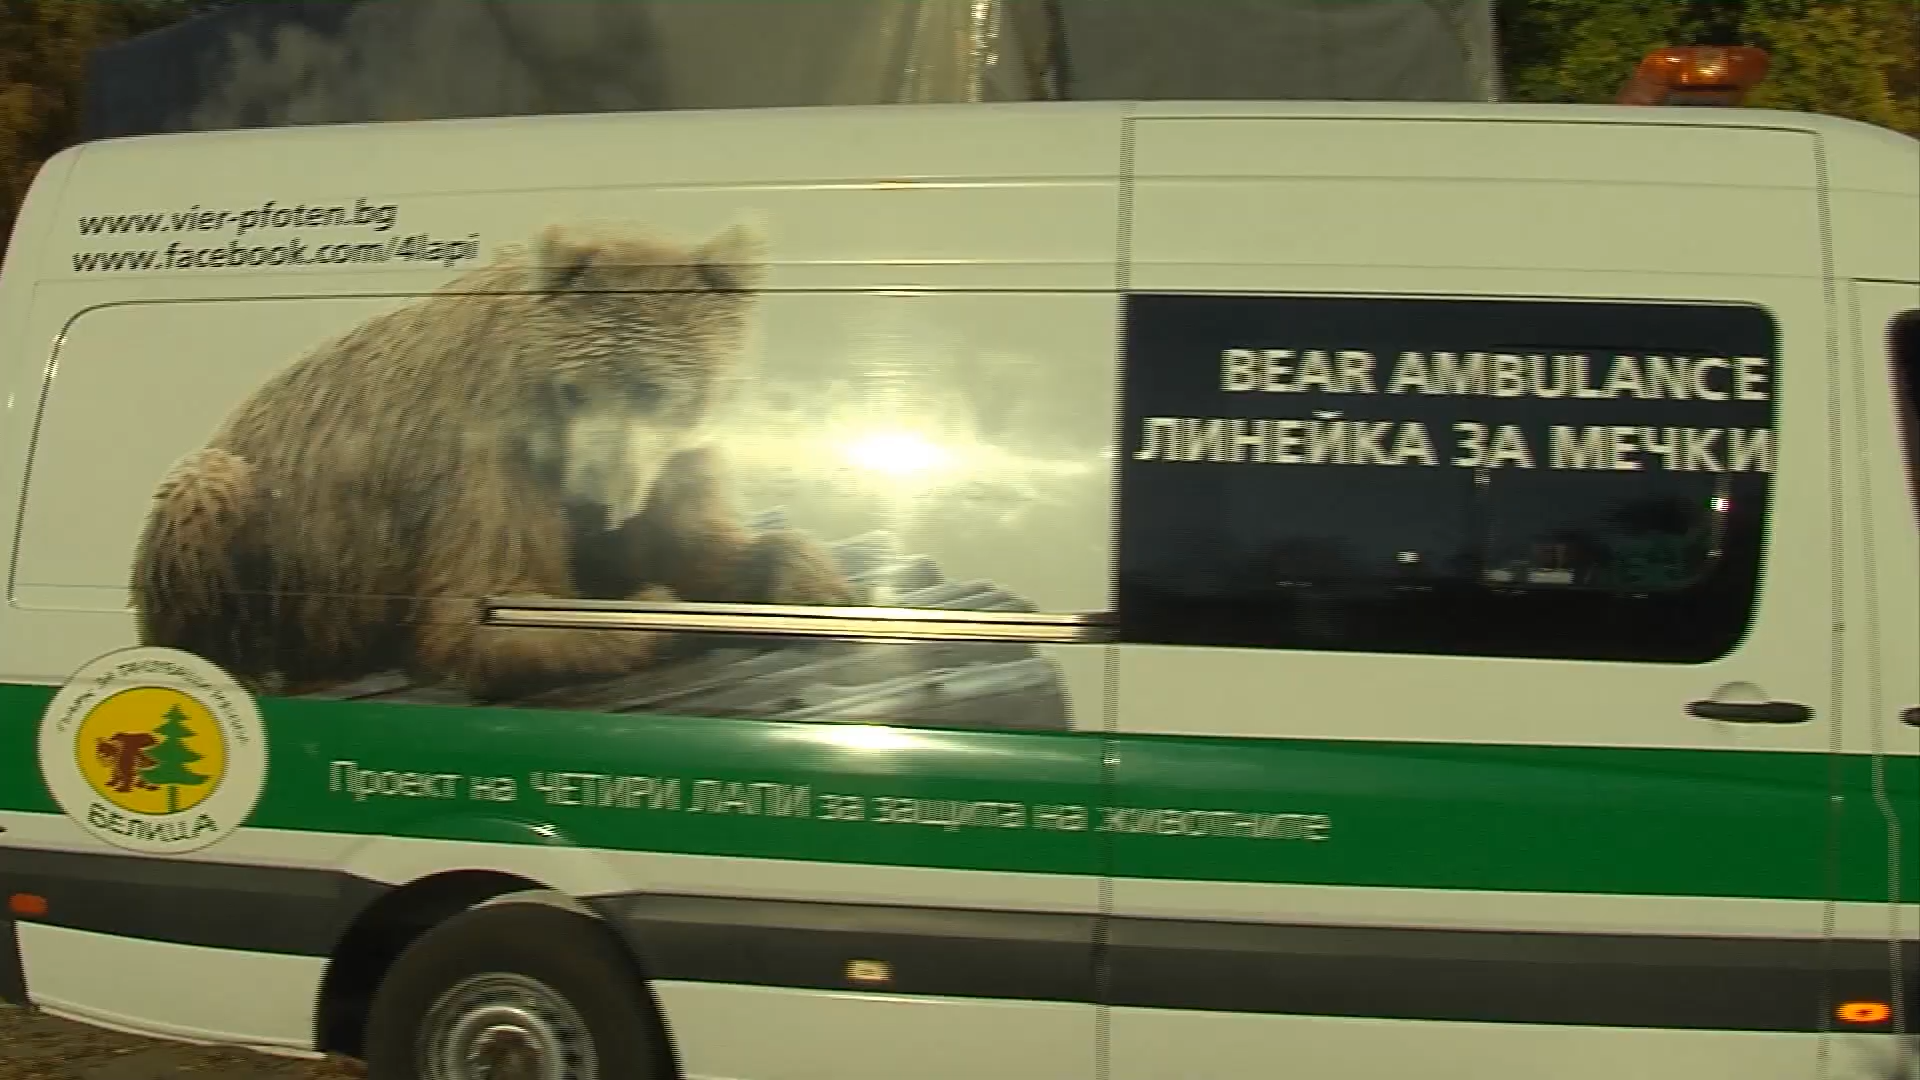 www.vier-pfoten.bg
www.facebook.com/4lapi
BEAR AMBULANCE
ЛИНЕЙКА ЗА МЕЧКИ
Проект на ЧЕТИРИ ЛАПИ за защита на животните
БЕЛИЦА